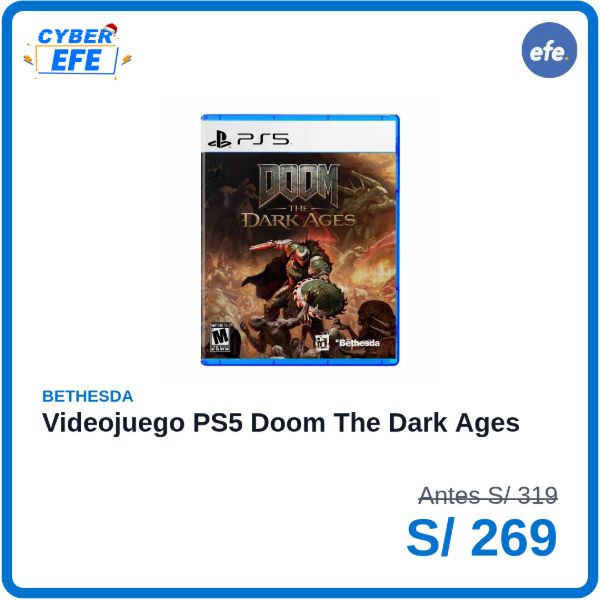 CYBER
EFE
efe.
PS5
DOOM
THE
DARK AGES
M
Bethesda
BETHESDA
Videojuego PS5 Doom The Dark Ages
Antes S/ 319
S/ 269